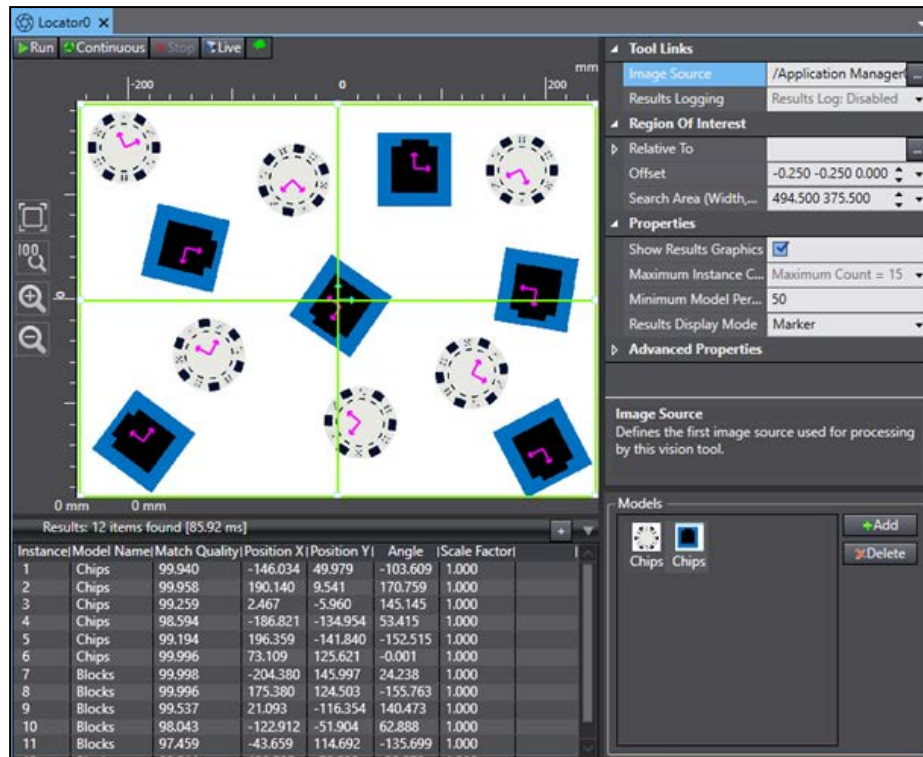 Locator0 ×
Run Continuous Stop Live
mm
-200 0 200
0
100
0 mm 0 mm
Results: 12 items found [85.92 ms]
Instance Model Name Match Quality Position X Position Y Angle Scale Factor I
1 Chips 99.940 -146.034 49.979 -103.609 1.000
2 Chips 99.958 190.140 9.541 170.759 1.000
3 Chips 99.259 2.467 -5.960 145.145 1.000
4 Chips 98.594 -186.821 -134.954 53.415 1.000
5 Chips 99.194 196.359 -141.840 -152.515 1.000
6 Chips 99.996 73.109 125.621 -0.001 1.000
7 Blocks 99.998 -204.380 145.997 24.238 1.000
8 Blocks 99.996 175.380 124.503 -155.763 1.000
9 Blocks 99.537 21.093 -116.354 140.473 1.000
10 Blocks 98.043 -122.912 -51.904 62.888 1.000
11 Blocks 97.459 -43.659 114.692 -135.699 1.000
Tool Links
Image Source /Application Manager
Results Logging Results Log: Disabled
Region Of Interest
Relative To
Offset -0.250 -0.250 0.000
Search Area (Width,... 494.500 375.500
Properties
Show Results Graphics
Maximum Instance C... Maximum Count = 15
Minimum Model Per... 50
Results Display Mode Marker
Advanced Properties
Image Source
Defines the first image source used for processing
by this vision tool.
Models
Chips Chips
Add
Delete